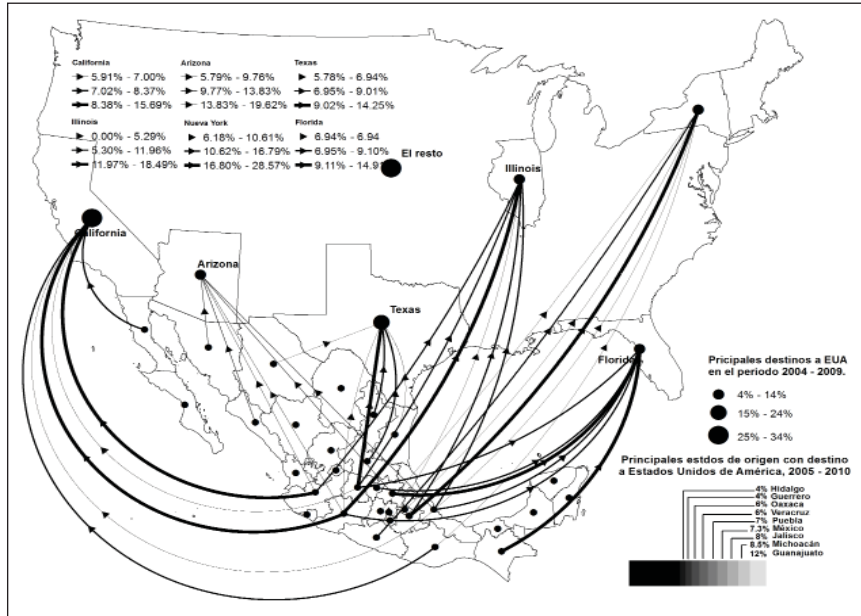 California Arizona Texas
5.91% - 7.00% 5.79% - 9.76% 5.78% - 6.94%
7.02% - 8.37% 9.77% - 13.83% 6.95% - 9.01%
8.38% - 15.69% 13.83% - 19.62% 9.02% - 14.25%
Illinois Nueva York Florida
0.00% - 5.29% 6.18% - 10.61% 6.94% - 6.94
5.30% - 11.96% 10.62% - 16.79% 6.95% - 9.10%
11.97% - 18.49% 16.80% - 28.57% 9.11% - 14.91
El resto
Illinois
California
Arizona
Texas
Florida
Pricipales destinos a EUA
en el periodo 2004 - 2009.
4% - 14%
15% - 24%
25% - 34%
Principales estdos de origen con destino
a Estados Unidos de América, 2005 - 2010
4% Hidalgo
4% Guerrero
6% Oaxaca
6% Veracruz
7% Puebla
7.3% México
8% Jalisco
8.5% Michoacán
12% Guanajuato